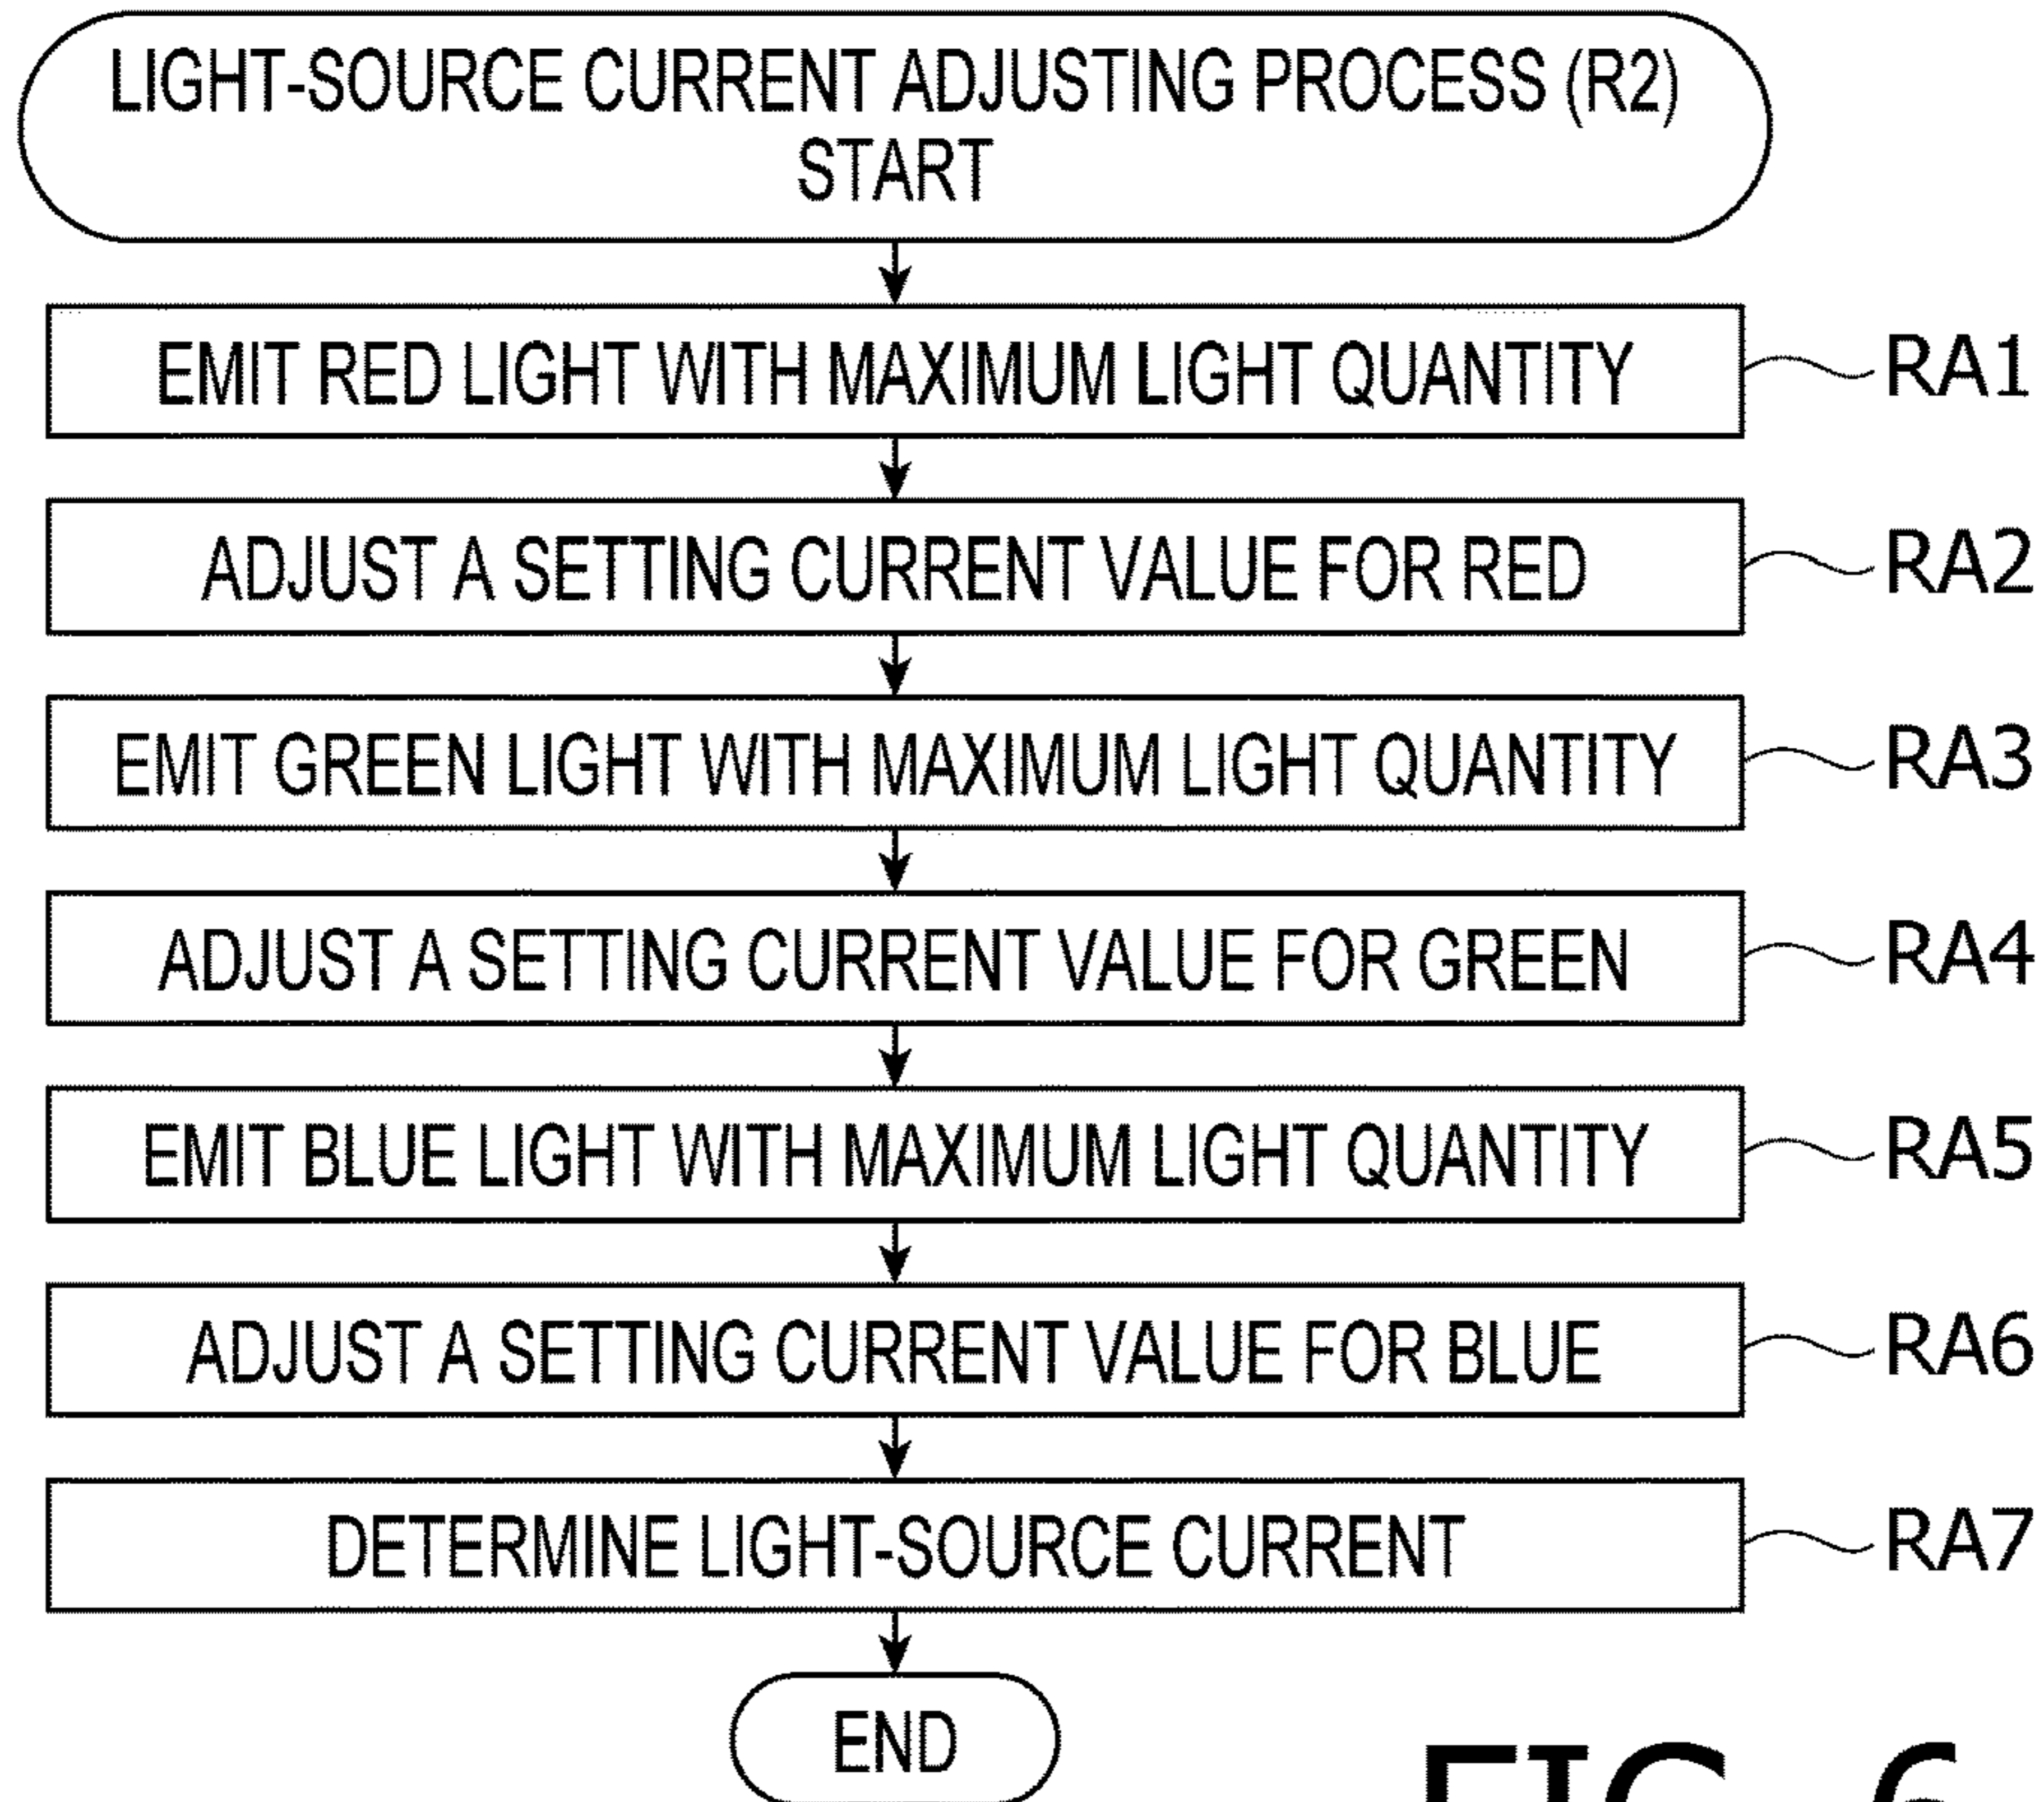 LIGHT-SOURCE CURRENT ADJUSTING PROCESS (R2)
START
EMIT RED LIGHT WITH MAXIMUM LIGHT QUANTITY
RA1
ADJUST A SETTING CURRENT VALUE FOR RED
RA2
EMIT GREEN LIGHT WITH MAXIMUM LIGHT QUANTITY
RA3
ADJUST A SETTING CURRENT VALUE FOR GREEN
RA4
EMIT BLUE LIGHT WITH MAXIMUM LIGHT QUANTITY
RA5
ADJUST A SETTING CURRENT VALUE FOR BLUE
RA6
DETERMINE LIGHT-SOURCE CURRENT
RA7
END
FIG. 6